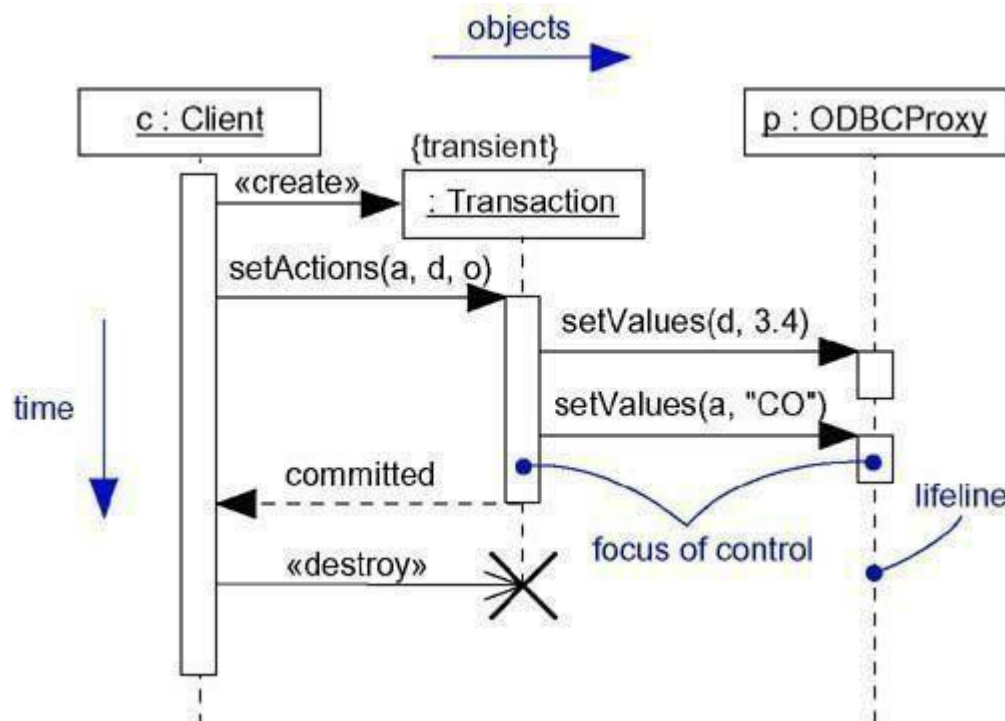 objects
c : Client
p : ODBCProxy
{transient}
«create»
: Transaction
setActions(a, d, o)
setValues(d, 3.4)
time
setValues(a, "CO")
committed
lifeline
focus of control
«destroy»